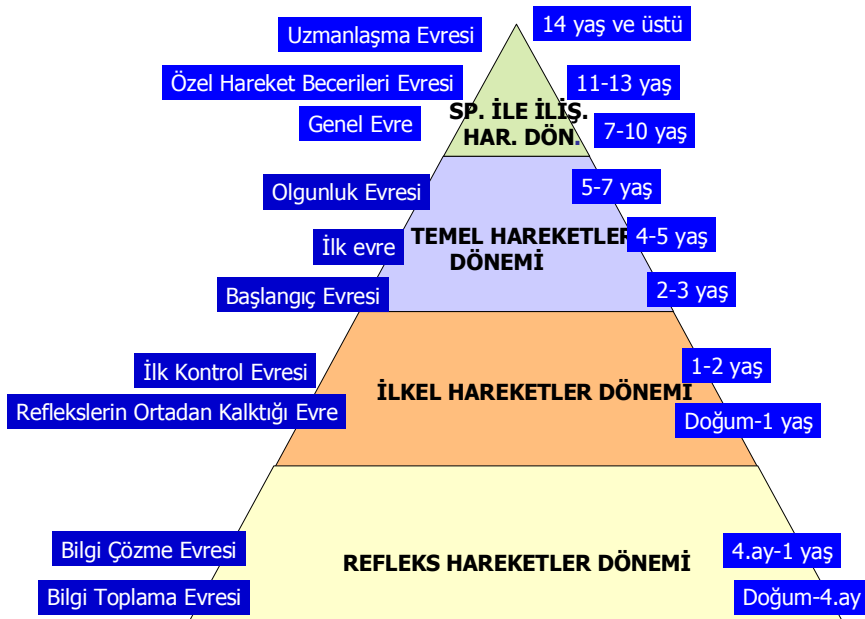 Uzmanlaşma Evresi
14 yaş ve üstü
Özel Hareket Becerileri Evresi
11-13 yaş
SP. İLE İLİŞ.
HAR. DÖN.
Genel Evre
7-10 yaş
Olgunluk Evresi
5-7 yaş
TEMEL HAREKETLER
DÖNEMİ
İlk evre
4-5 yaş
Başlangıç Evresi
2-3 yaş
İlk Kontrol Evresi
1-2 yaş
İLKEL HAREKETLER DÖNEMİ
Reflekslerin Ortadan Kalktığı Evre
Doğum-1 yaş
Bilgi Çözme Evresi
4.ay-1 yaş
REFLEKS HAREKETLER DÖNEMİ
Bilgi Toplama Evresi
Doğum-4.ay